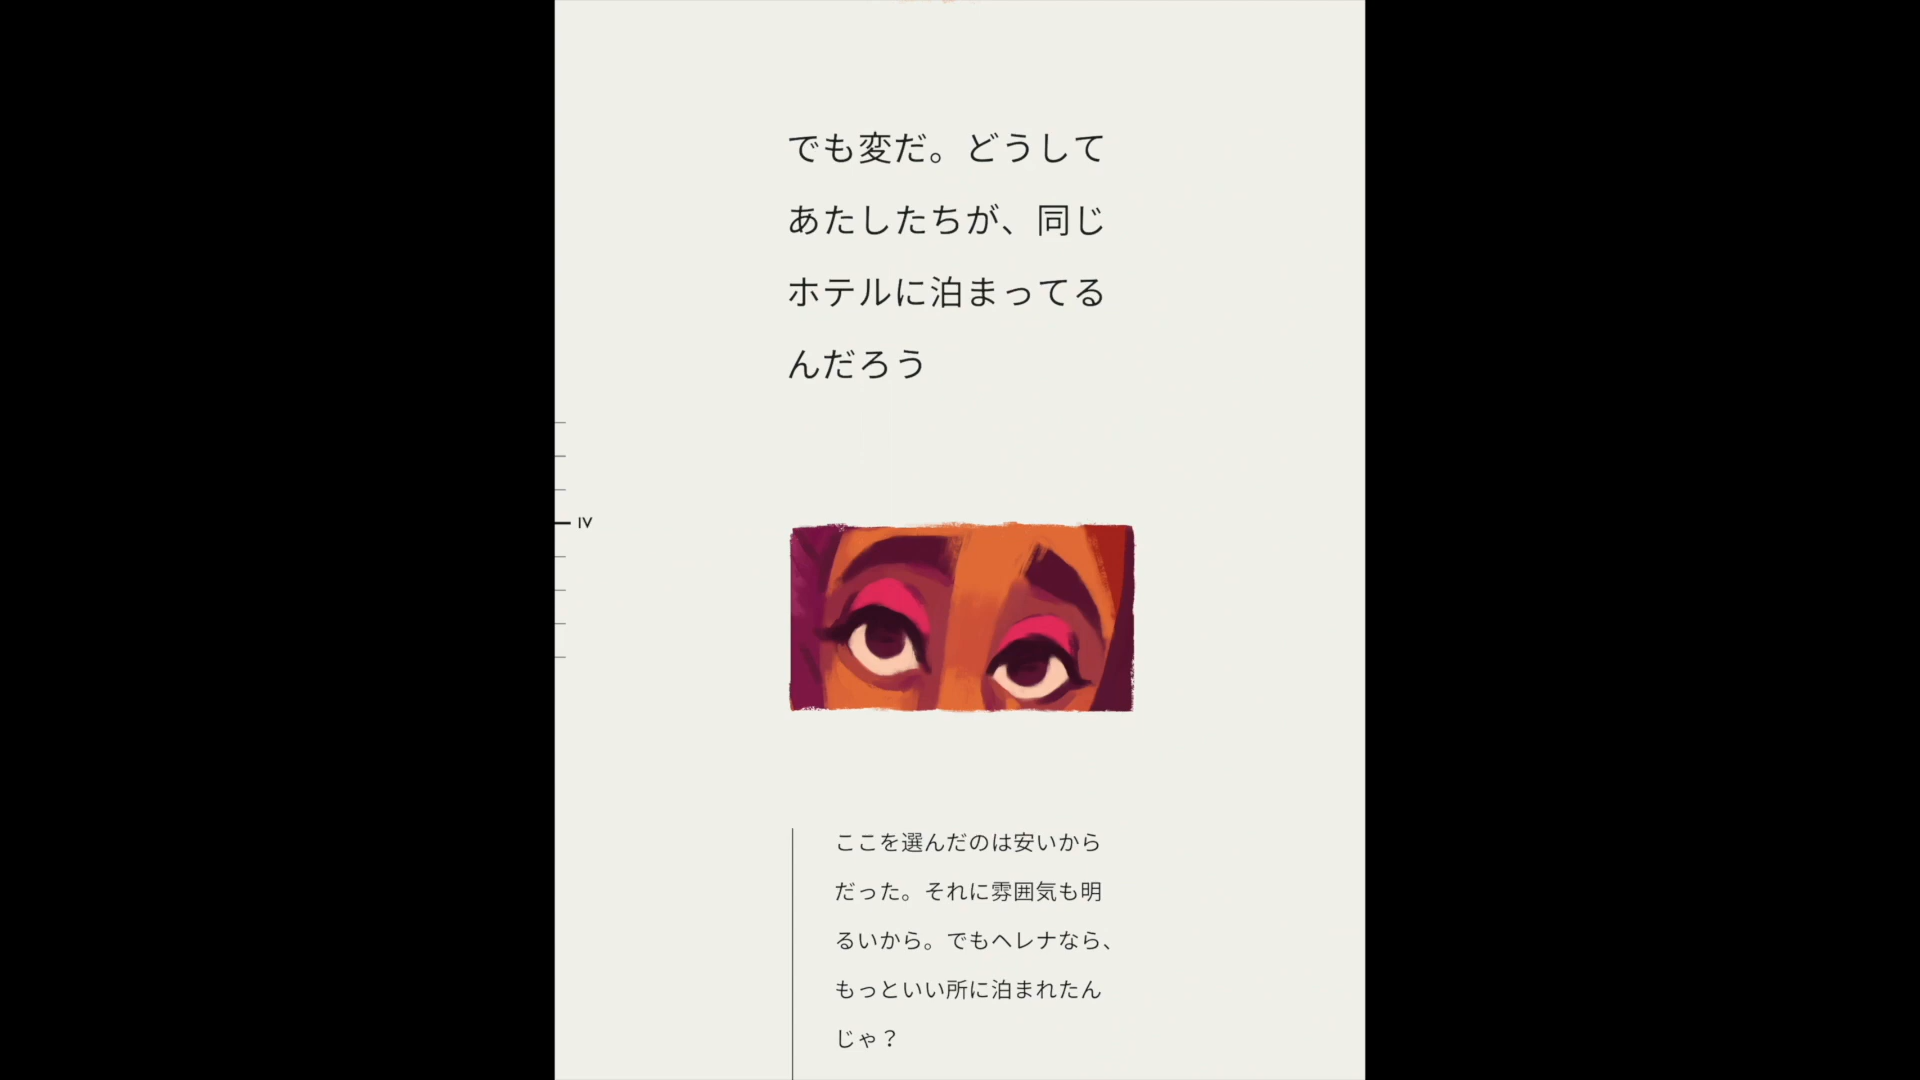 でも変だ。どうして
あたしたちが、同じ
ホテルに泊まってる
んだろう
IV
ここを選んだのは安いから
だった。それに雰囲気も明
るいから。でもヘレナなら、
もっといい所に泊まれたん
じゃ？